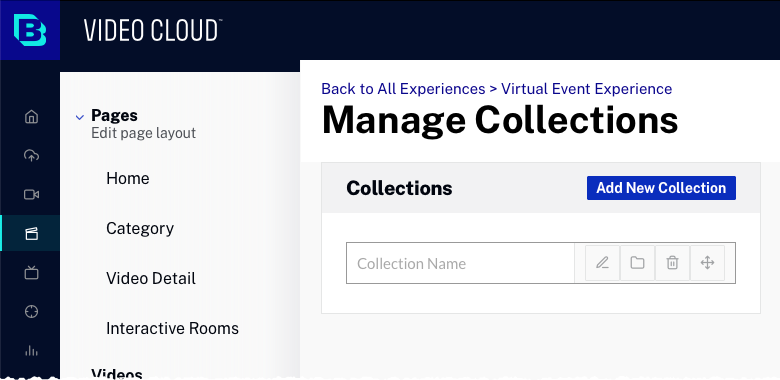 VIDEO CLOUD™
Pages
Edit page layout
Home
Category
Video Detail
Interactive Rooms
Videos
Back to All Experiences > Virtual Event Experience
Manage Collections
Collections
Add New Collection
Collection Name